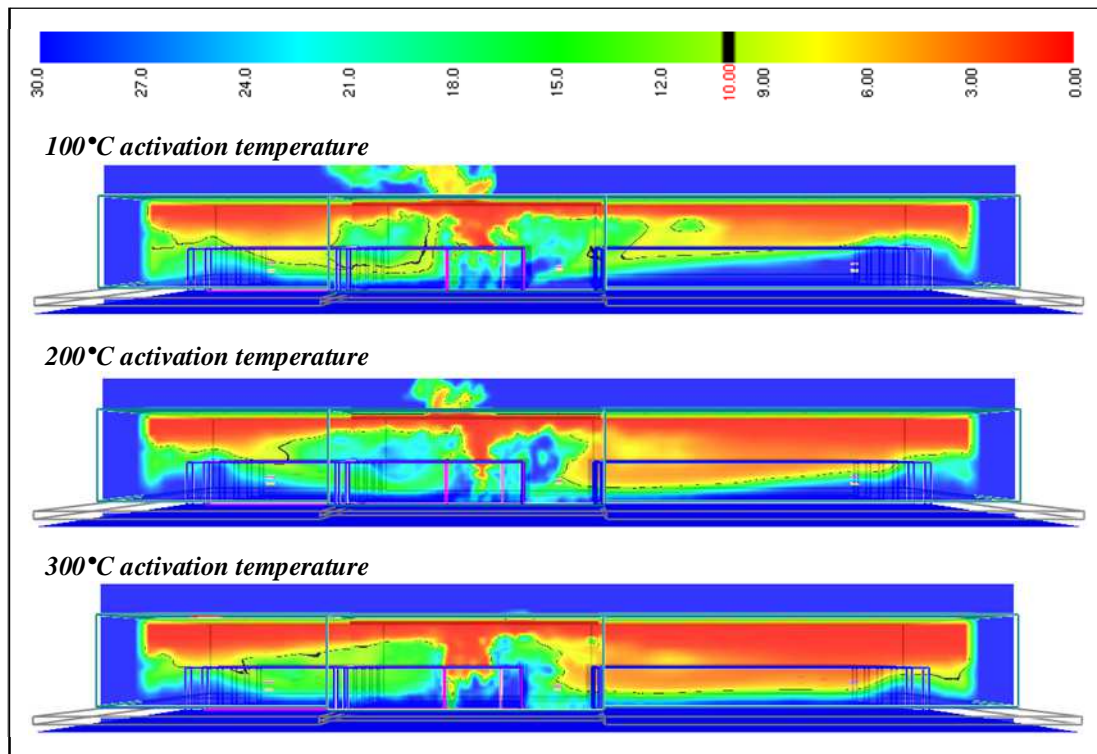 30.0 27.0 24.0 21.0 18.0 15.0 12.0 10.00 9.00 6.00 3.00 0.00
100°C activation temperature
200°C activation temperature
300°C activation temperature